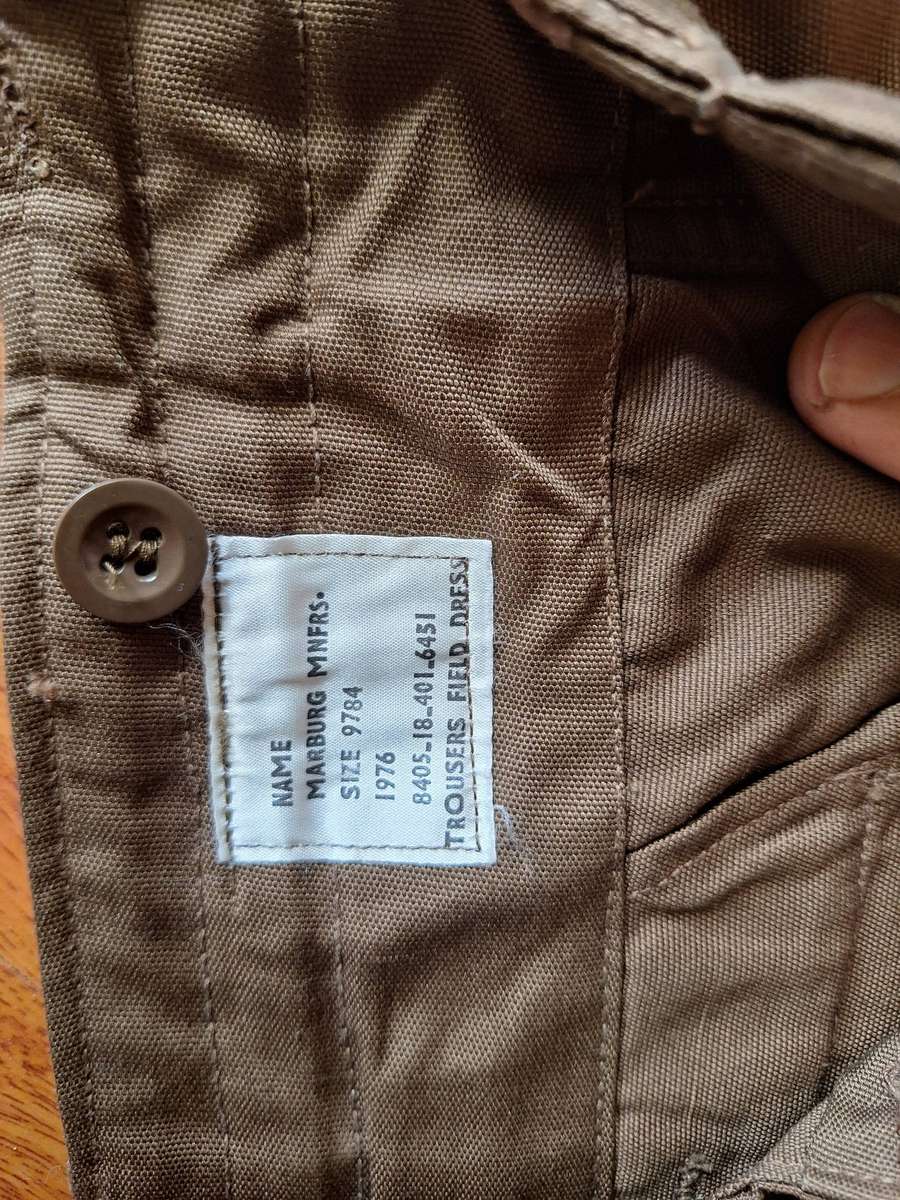 NAME
MARBURG MNFRS.
SIZE 9784
1976
8405-18-401-6451
TROUSERS FIELD DRESS